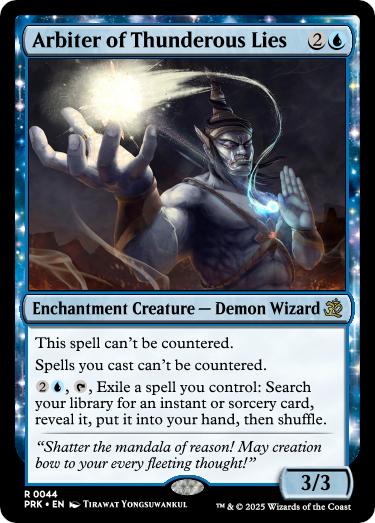 Arbiter of Thunderous Lies 2
Enchantment Creature — Demon Wizard
This spell can't be countered.
Spells you cast can't be countered.
2, , Exile a spell you control: Search
your library for an instant or sorcery card,
reveal it, put it into your hand, then shuffle.
“Shatter the mandala of reason! May creation
bow to your every fleeting thought!”
3/3
R 0044
PRK • EN Tirawat Yongsuwankul
™ & © 2025 Wizards of the Coast